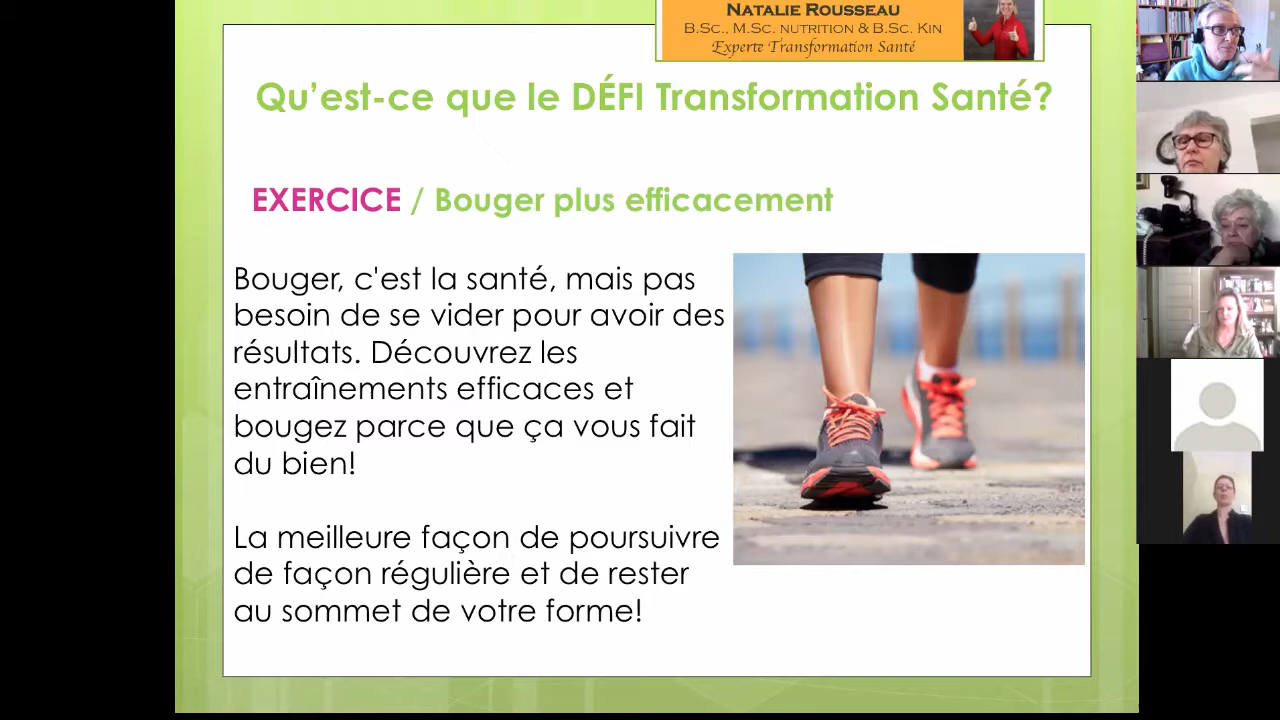 NATALIE ROUSSEAU
B.SC., M.SC. NUTRITION & B.SC. KIN
Experte Transformation Santé
Qu'est-ce que le DÉFI Transformation Santé?
EXERCICE / Bouger plus efficacement
Bouger, c'est la santé, mais pas
besoin de se vider pour avoir des
résultats. Découvrez les
entraînements efficaces et
bougez parce que ça vous fait
du bien!
La meilleure façon de poursuivre
de façon régulière et de rester
au sommet de votre forme!